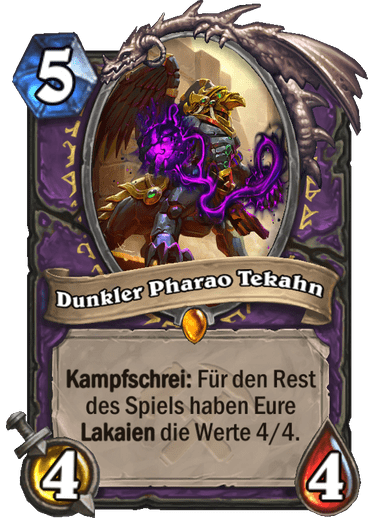 5
Dunkler Pharao Tekahn
Kampfschrei: Für den Rest
des Spiels haben Eure
Lakaien die Werte 4/4.
4
4